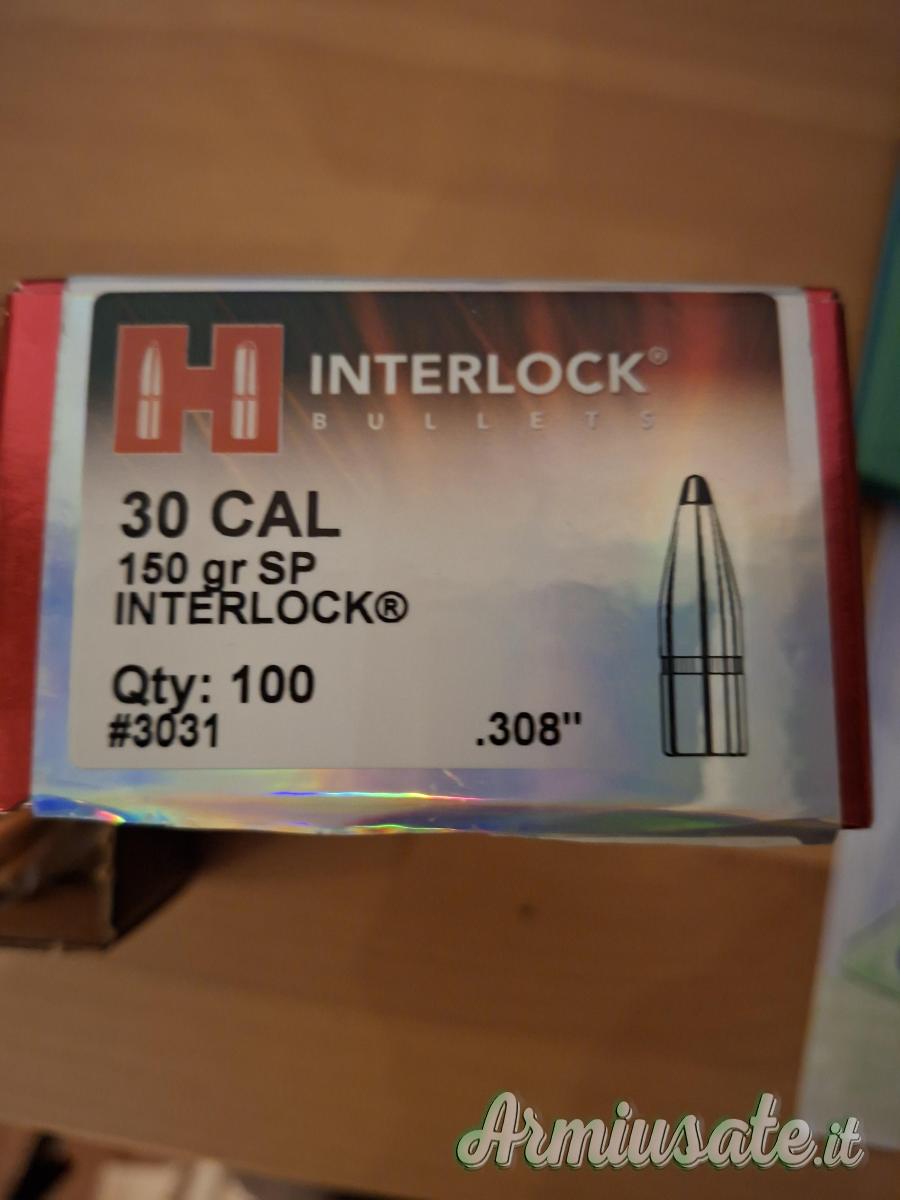 INTERLOCK®
BULLETS
30 CAL
150 gr SP
INTERLOCK®
Qty: 100
#3031
.308"
Armiusate.it